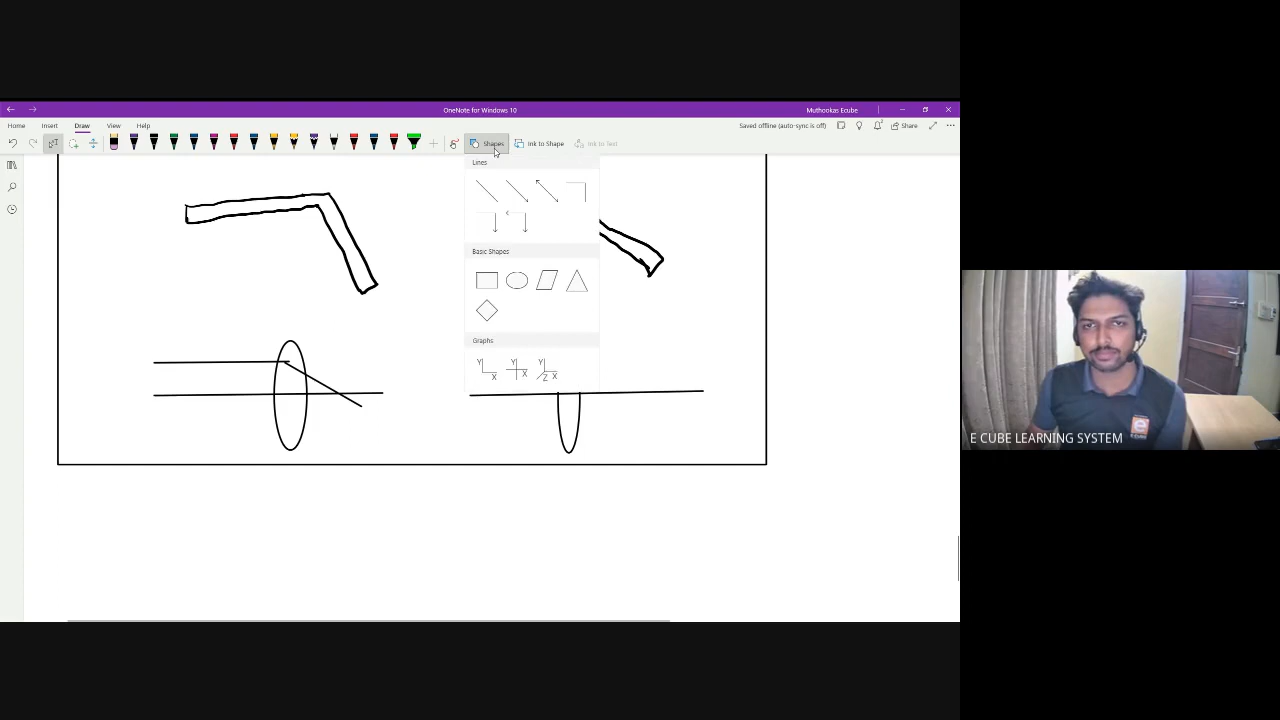 OneNote for Windows 10
Muthookas Ecube
Home Insert Draw View Help
Saved offline (auto-sync is off)
Share
Shapes
Ink to Shape
Ink to Text
Lines
Basic Shapes
Graphs
Y X Y X Y Z X
E CUBE LEARNING SYSTEM